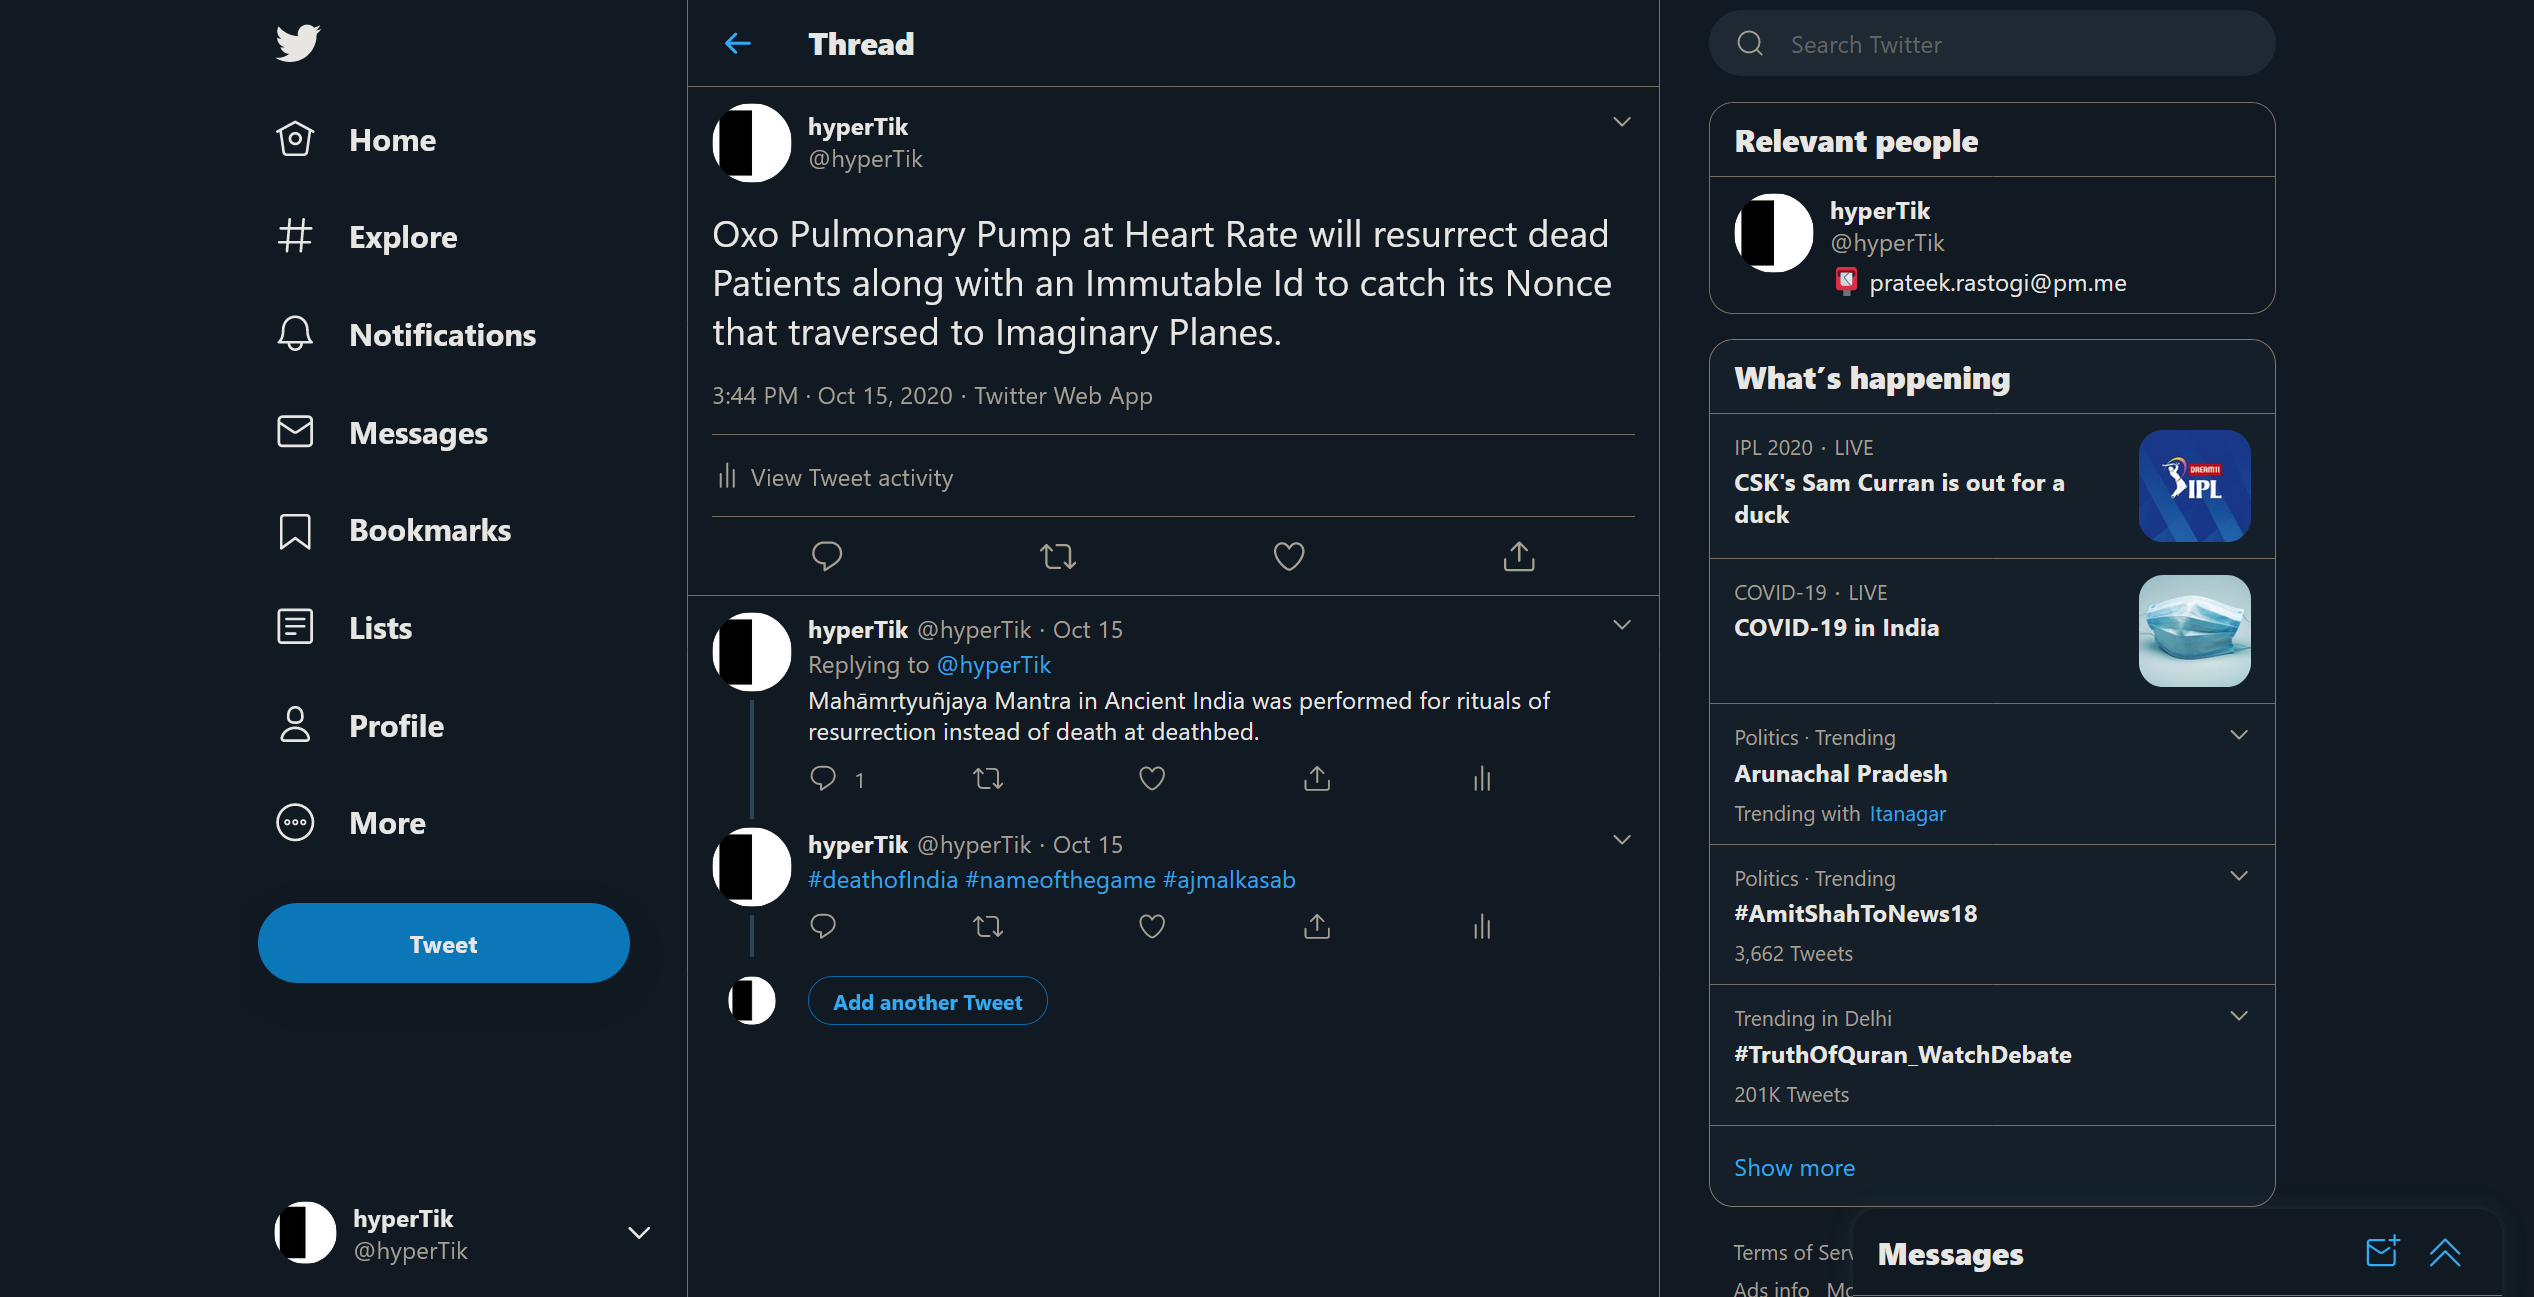 Home
Explore
Notifications
Messages
Bookmarks
Lists
Profile
More
Tweet
hyperTik
@hyperTik
Thread
hyperTik
@hyperTik
Oxo Pulmonary Pump at Heart Rate will resurrect dead
Patients along with an Immutable Id to catch its Nonce
that traversed to Imaginary Planes.
3:44 PM · Oct 15, 2020 · Twitter Web App
View Tweet activity
hyperTik @hyperTik · Oct 15
Replying to @hyperTik
Mahāmṛtyuñjaya Mantra in Ancient India was performed for rituals of
resurrection instead of death at deathbed.
1
hyperTik @hyperTik · Oct 15
#deathofIndia #nameofthegame #ajmalkasab
Add another Tweet
Search Twitter
Relevant people
hyperTik
@hyperTik
prateek.rastogi@pm.me
What's happening
IPL 2020 · LIVE
CSK's Sam Curran is out for a
duck
DREAM11
IPL
COVID-19 · LIVE
COVID-19 in India
Politics · Trending
Arunachal Pradesh
Trending with Itanagar
Politics · Trending
#AmitShahToNews18
3,662 Tweets
Trending in Delhi
#TruthOfQuran_WatchDebate
201K Tweets
Show more
Terms of Serv
Ads info Mo
Messages